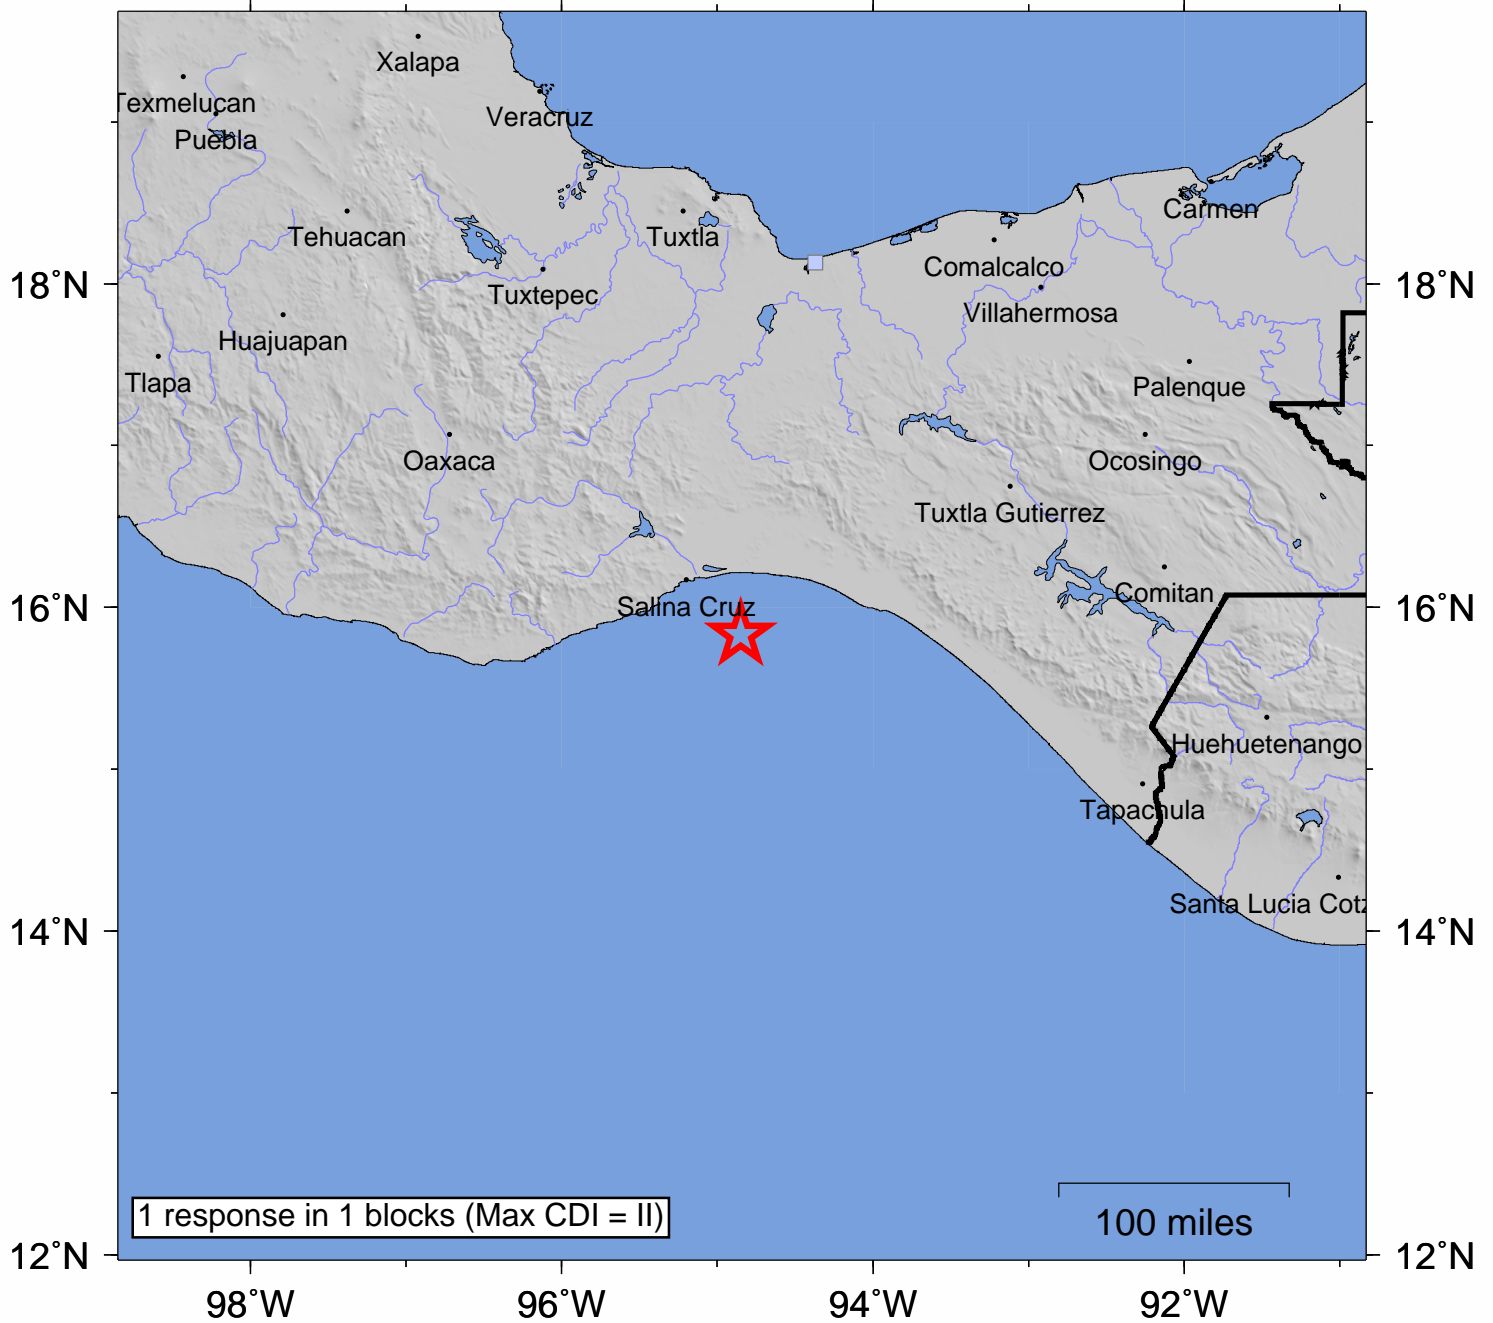 Xalapa
Texmelucan
Veracruz
Puebla
Carmen
Tehuacan
Tuxtla
Comalcalco
18˚N
18˚N
Tuxtepec
Villahermosa
Huajuapan
Tlapa
Palenque
Oaxaca
Ocosingo
Tuxtla Gutierrez
Comitan
16˚N
Salina Cruz
16˚N
Huehuetenango
Tapachula
Santa Lucia Cotz
14˚N
14˚N
1 response in 1 blocks (Max CDI = II)
100 miles
12˚N
12˚N
98˚W
96˚W
94˚W
92˚W